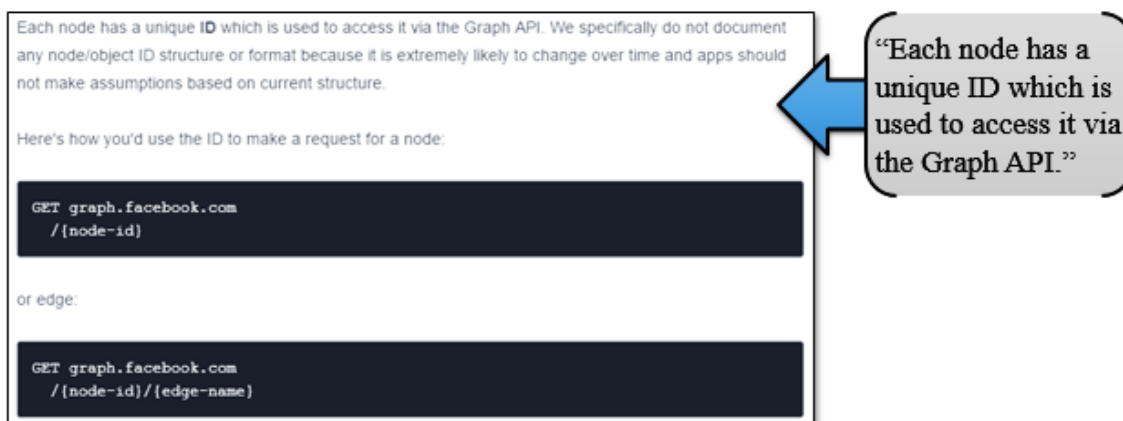 Each node has a unique ID which is used to access it via the Graph API. We specifically do not document
any node/object ID structure or format because it is extremely likely to change over time and apps should
not make assumptions based on current structure.
Here's how you'd use the ID to make a request for a node:
GET graph.facebook.com
/{node-id}
or edge:
GET graph.facebook.com
/{node-id}/{edge-name}
“Each node has a
unique ID which is
used to access it via
the Graph API.”